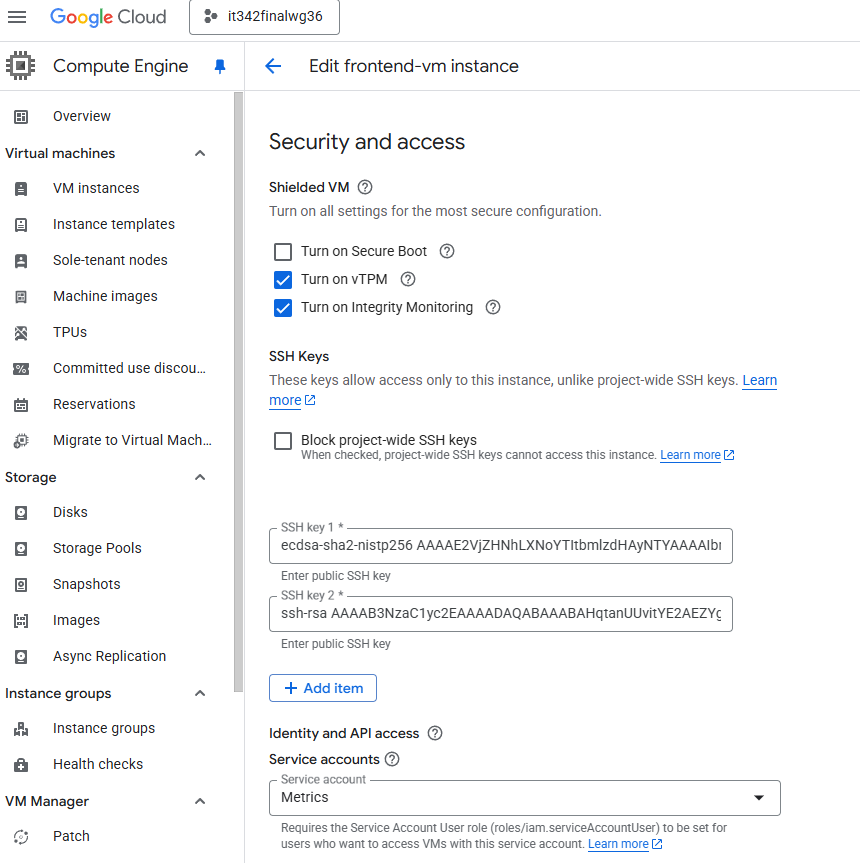 Google Cloud
it342finalwg36
Compute Engine
Edit frontend-vm instance
Overview
Virtual machines
VM instances
Instance templates
Sole-tenant nodes
Machine images
TPUs
Committed use discou...
Reservations
Migrate to Virtual Mach...
Storage
Disks
Storage Pools
Snapshots
Images
Async Replication
Instance groups
Instance groups
Health checks
VM Manager
Patch
Security and access
Shielded VM
Turn on all settings for the most secure configuration.
Turn on Secure Boot
Turn on vTPM
Turn on Integrity Monitoring
SSH Keys
These keys allow access only to this instance, unlike project-wide SSH keys. Learn
more
Block project-wide SSH keys
When checked, project-wide SSH keys cannot access this instance. Learn more
SSH key 1 *
ecdsa-sha2-nistp256
Enter public SSH key
SSH key 2 *
ssh-rsa
Enter public SSH key
+ Add item
Identity and API access
Service accounts
Service account
Metrics
Requires the Service Account User role (roles/iam.serviceAccountUser) to be set for
users who want to access VMs with this service account. Learn more